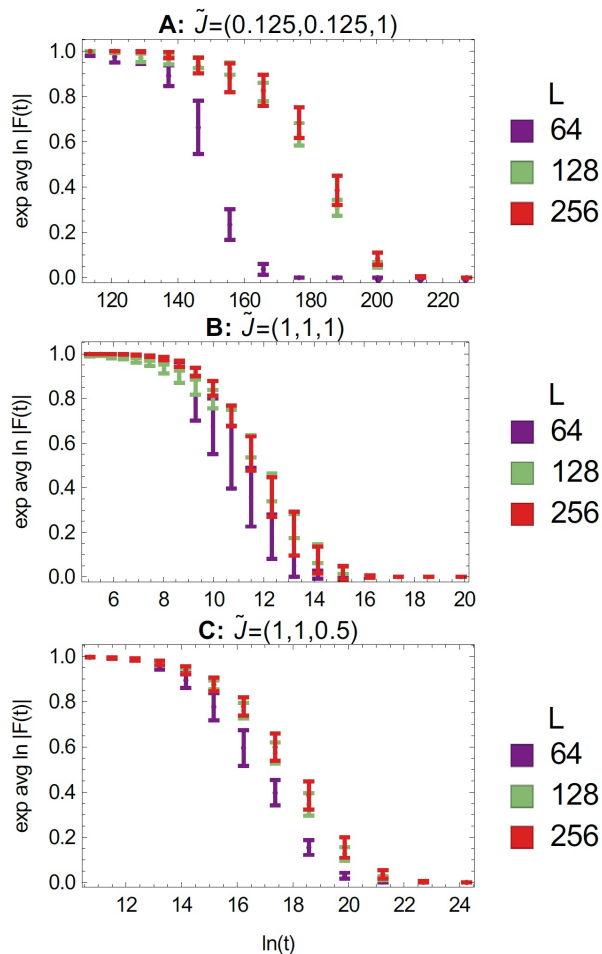 A: J̃=(0.125,0.125,1)
exp avg ln |F(t)|
1.0
0.8
0.6
0.4
0.2
0.0
120 140 160 180 200 220
L
64
128
256
B: J̃=(1,1,1)
exp avg ln |F(t)|
1.0
0.8
0.6
0.4
0.2
0.0
6 8 10 12 14 16 18 20
L
64
128
256
C: J̃=(1,1,0.5)
exp avg ln |F(t)|
1.0
0.8
0.6
0.4
0.2
0.0
12 14 16 18 20 22 24
ln(t)
L
64
128
256